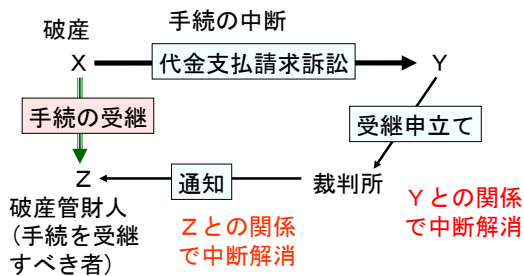 手続の中断
破産
X
代金支払請求訴訟
Y
手続の受継
受継申立て
Z
通知
裁判所
破産管財人
(手続を受継
すべき者)
Zとの関係
で中断解消
Yとの関係
で中断解消